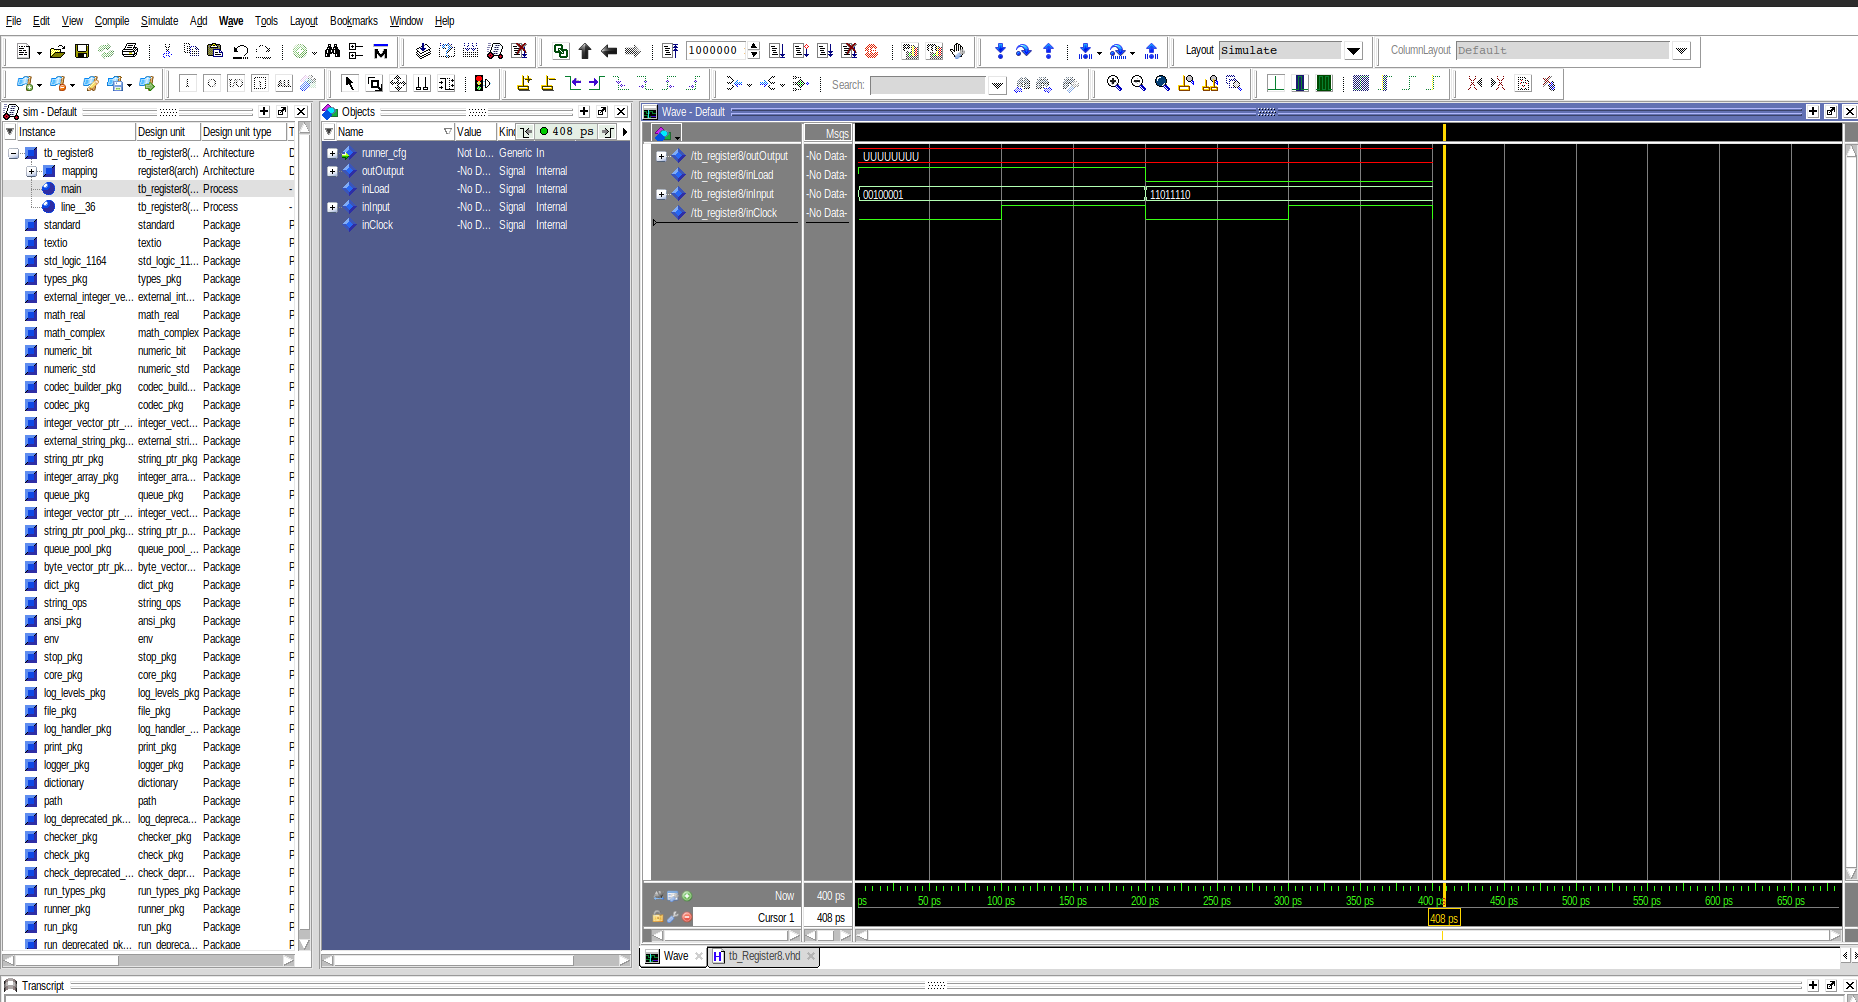 File Edit View Compile Simulate Add Wave Tools Layout Bookmarks Window Help
1000000 Layout Simulate ColumnLayout Default
Search:
sim - Default
Instance Design unit Design unit type T
tb_register8 tb_register8(... Architecture D
mapping register8(arch) Architecture D
main tb_register8(... Process -
line__36 tb_register8(... Process -
standard standard Package P
textio textio Package P
std_logic_1164 std_logic_11... Package P
types_pkg types_pkg Package P
external_integer_ve... external_int... Package P
math_real math_real Package P
math_complex math_complex Package P
numeric_bit numeric_bit Package P
numeric_std numeric_std Package P
codec_builder_pkg codec_build... Package P
codec_pkg codec_pkg Package P
integer_vector_ptr_... integer_vect... Package P
external_string_pkg... external_stri... Package P
string_ptr_pkg string_ptr_pkg Package P
integer_array_pkg integer_arra... Package P
queue_pkg queue_pkg Package P
integer_vector_ptr_... integer_vect... Package P
string_ptr_pool_pkg... string_ptr_p... Package P
queue_pool_pkg queue_pool_... Package P
byte_vector_ptr_pk... byte_vector... Package P
dict_pkg dict_pkg Package P
string_ops string_ops Package P
ansi_pkg ansi_pkg Package P
env env Package P
stop_pkg stop_pkg Package P
core_pkg core_pkg Package P
log_levels_pkg log_levels_pkg Package P
file_pkg file_pkg Package P
log_handler_pkg log_handler_... Package P
print_pkg print_pkg Package P
logger_pkg logger_pkg Package P
dictionary dictionary Package P
path path Package P
log_deprecated_pk... log_depreca... Package P
checker_pkg checker_pkg Package P
check_pkg check_pkg Package P
check_deprecated_... check_depr... Package P
run_types_pkg run_types_pkg Package P
runner_pkg runner_pkg Package P
run_pkg run_pkg Package P
run_deprecated_pk... run_depreca... Package P
Objects
Name Value Kind 408 ps
runner_cfg Not Lo... Generic In
outOutput -No D... Signal Internal
inLoad -No D... Signal Internal
inInput -No D... Signal Internal
inClock -No D... Signal Internal
Wave - Default
Msgs
/tb_register8/outOutput -No Data- UUUUUUUU
/tb_register8/inLoad -No Data-
/tb_register8/inInput -No Data- 00100001 11011110
/tb_register8/inClock -No Data-
Now 400 ps ps 50 ps 100 ps 150 ps 200 ps 250 ps 300 ps 350 ps 400 ps 450 ps 500 ps 550 ps 600 ps 650 ps
Cursor 1 408 ps 408 ps
Wave tb_Register8.vhd
Transcript